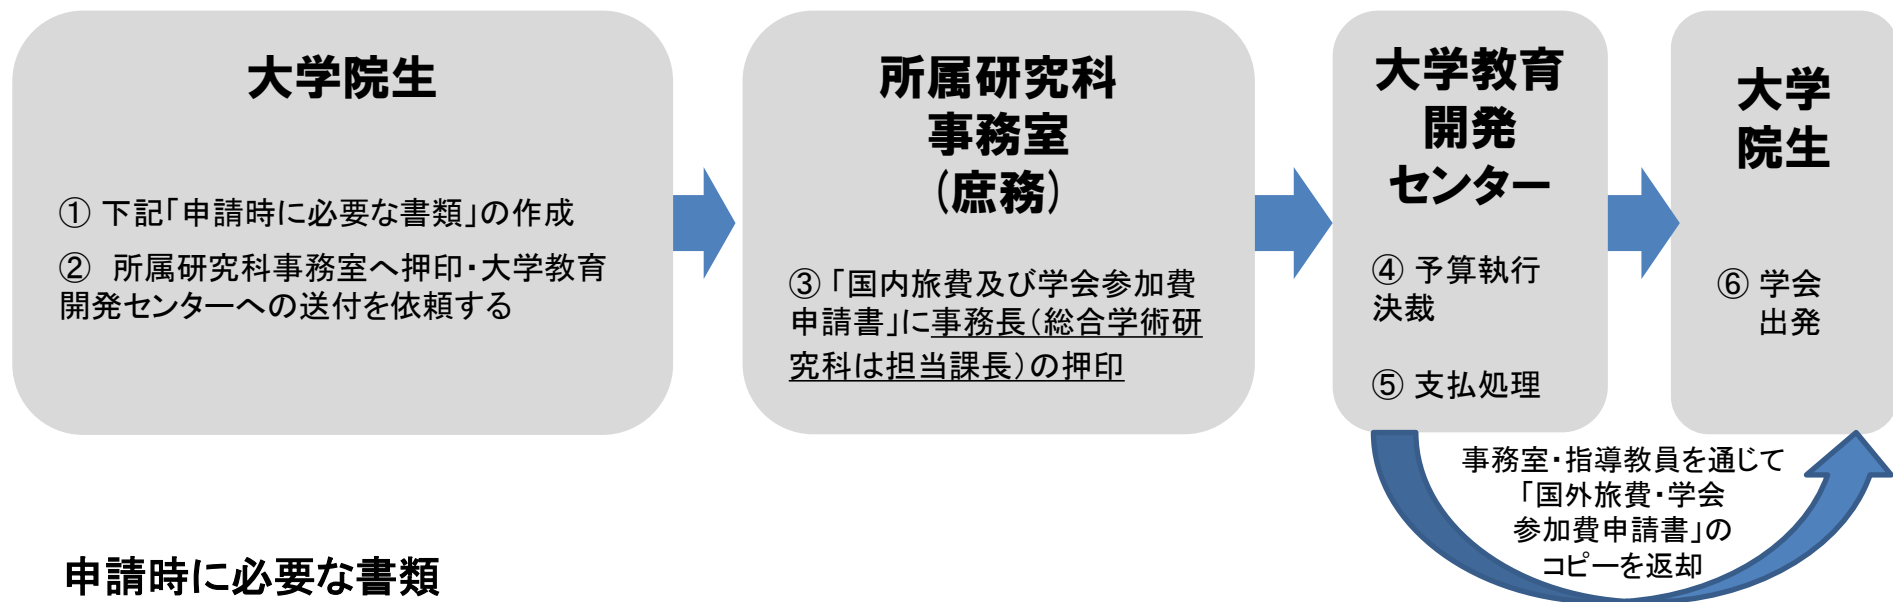 大学院生
① 下記「申請時に必要な書類」の作成
② 所属研究科事務室へ押印・大学教育
開発センターへの送付を依頼する
所属研究科
事務室
(庶務)
③ 「国内旅費及び学会参加費
申請書」に事務長(総合学術研
究科は担当課長)の押印
大学教育
開発
センター
④ 予算執行
決裁
⑤ 支払処理
大学
院生
⑥ 学会
出発
事務室・指導教員を通じて
「国外旅費・学会
参加費申請書」の
コピーを返却
申請時に必要な書類